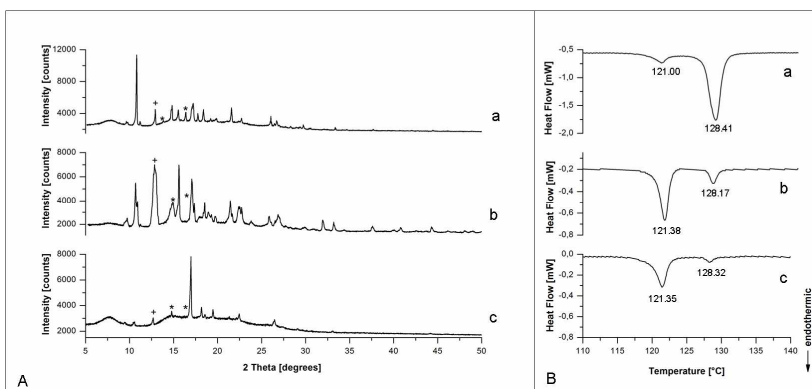 12000
8000
4000
Intensity [counts]
+
*
*
a
8000
6000
4000
2000
Intensity [counts]
+
*
*
b
8000
6000
4000
2000
Intensity [counts]
+
*
*
c
5 10 15 20 25 30 35 40 45 50
2 Theta [degrees]
A
-0,5
-1,0
-1,5
-2,0
Heat Flow [mW]
121.00
128.41
a
-0,2
-0,4
-0,6
-0,8
Heat Flow [mW]
121.38
128.17
b
0,0
-0,2
-0,4
-0,6
-0,8
Heat Flow [mW]
121.35
128.32
c
110 115 120 125 130 135 140
Temperature [°C]
B
endothermic